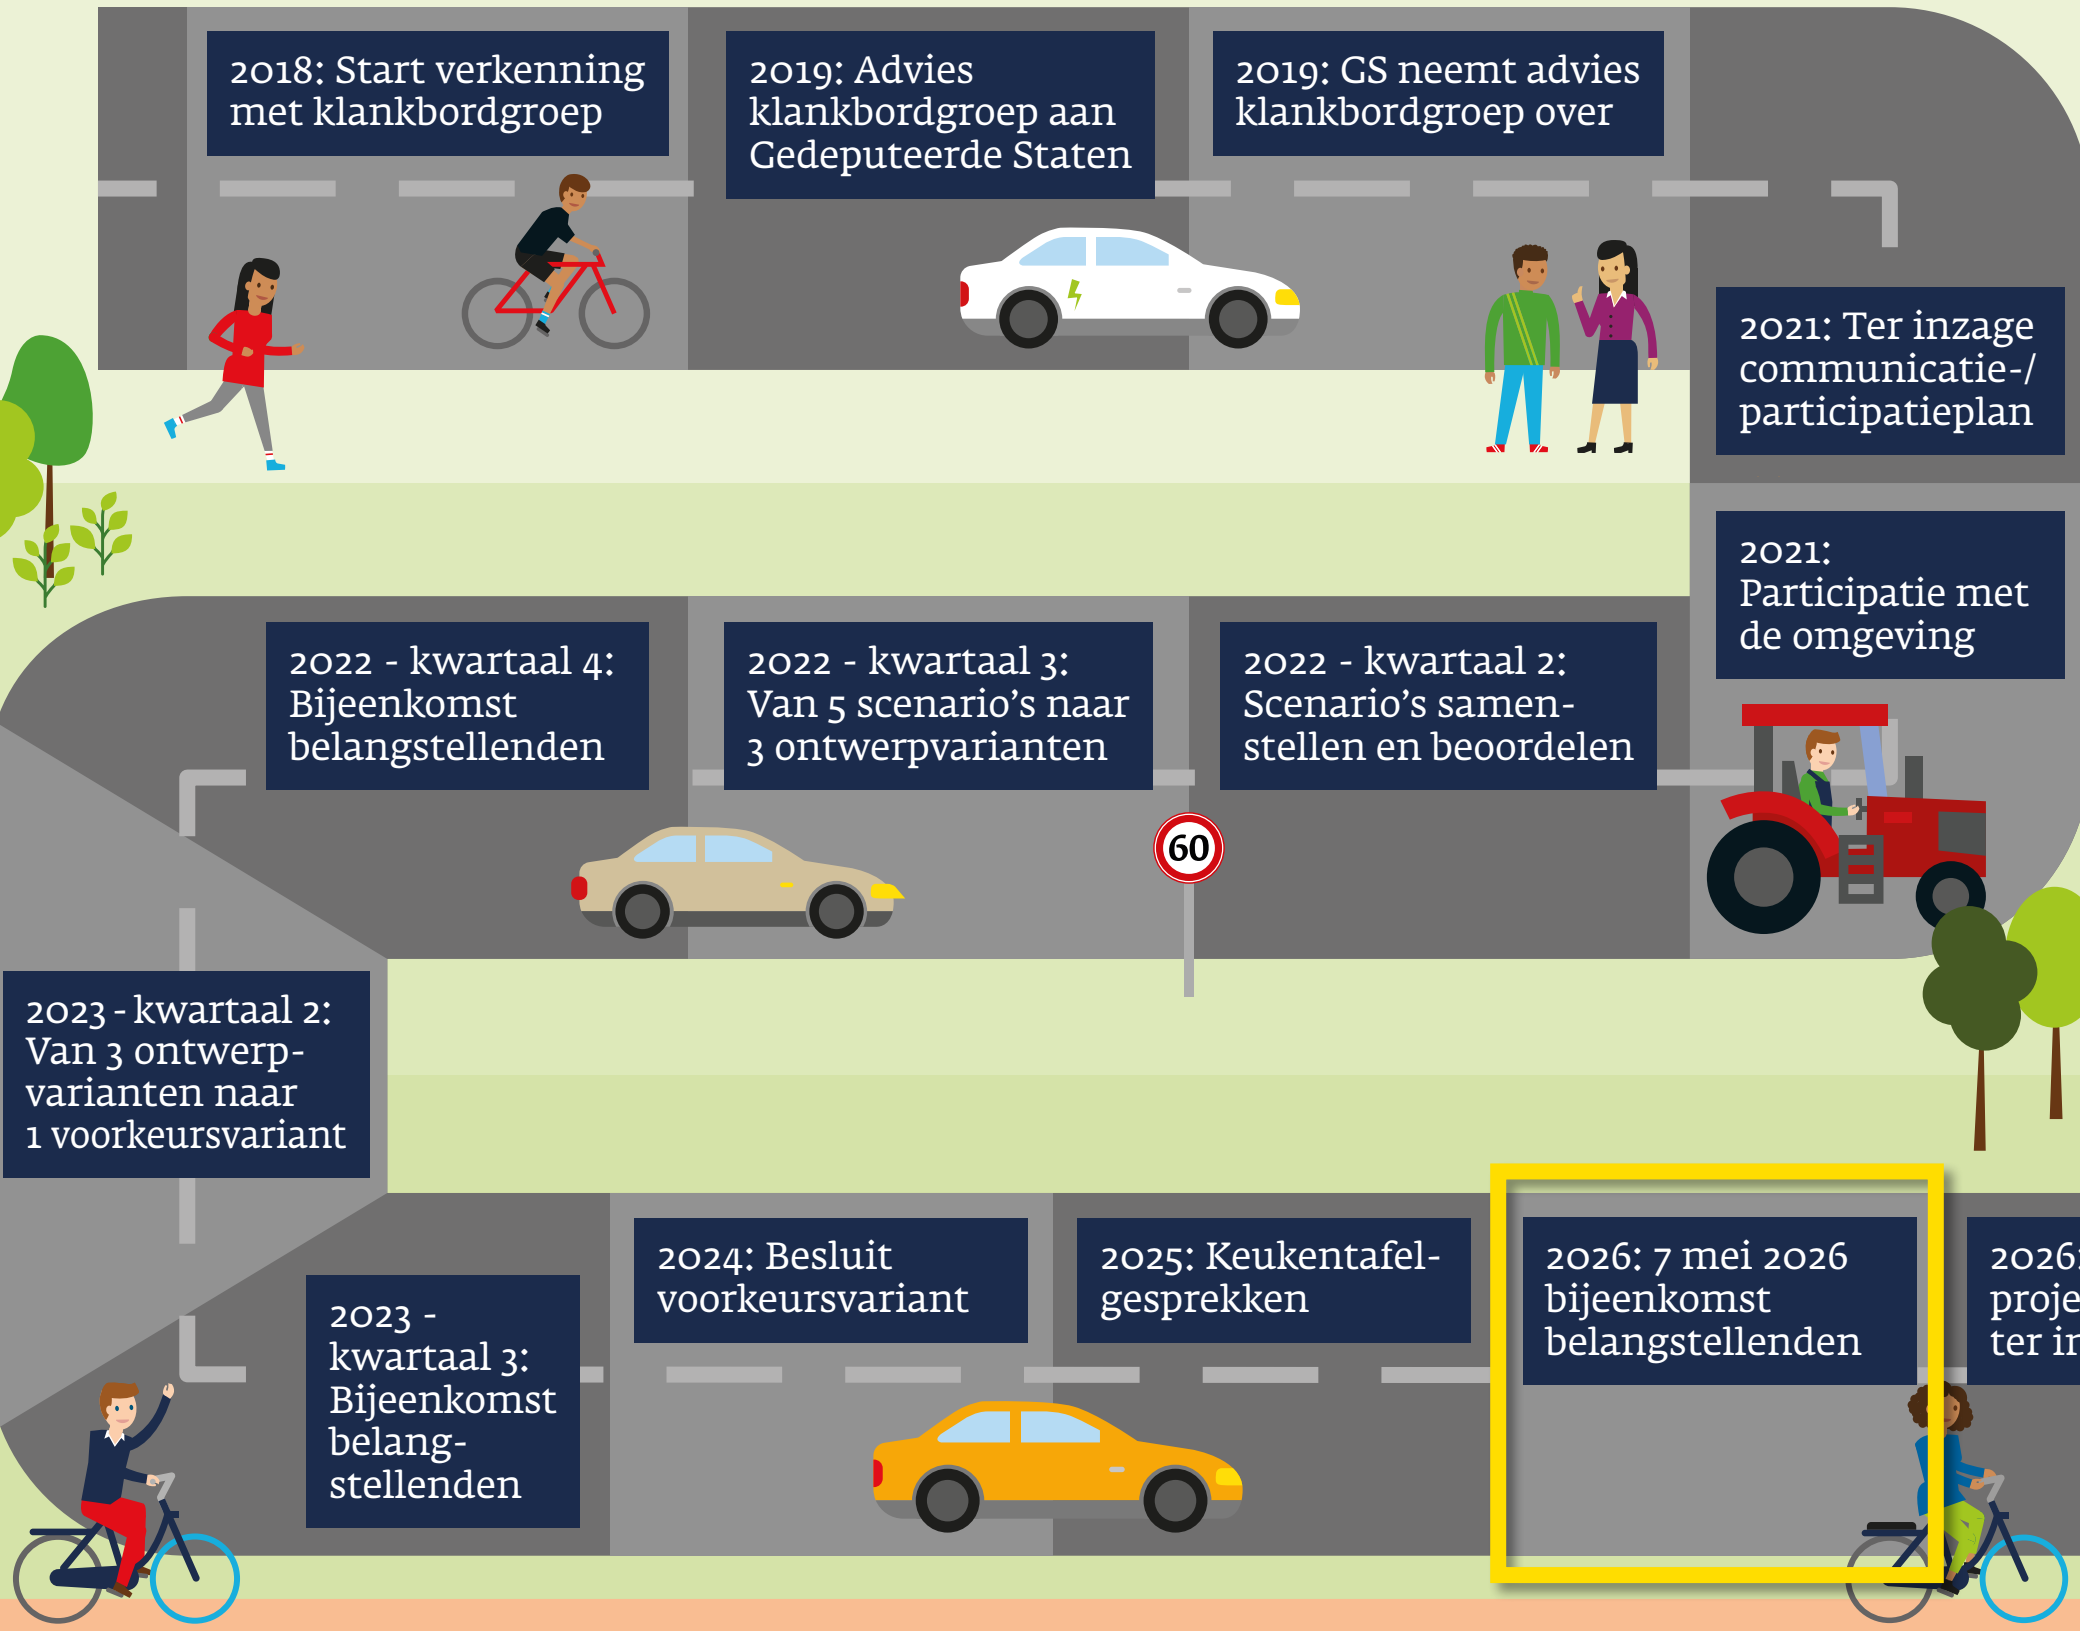 2018: Start verkenning
met klankbordgroep
2019: Advies
klankbordgroep aan
Gedeputeerde Staten
2019: GS neemt advies
klankbordgroep over
2021: Ter inzage
communicatie-/
participatieplan
2021:
Participatie met
de omgeving
2022 - kwartaal 2:
Scenario’s samen-
stellen en beoordelen
2022 - kwartaal 3:
Van 5 scenario’s naar
3 ontwerpvarianten
2022 - kwartaal 4:
Bijeenkomst
belangstellenden
60
2023 - kwartaal 2:
Van 3 ontwerp-
varianten naar
1 voorkeursvariant
2023 -
kwartaal 3:
Bijeenkomst
belang-
stellenden
2024: Besluit
voorkeursvariant
2025: Keukentafel-
gesprekken
2026: 7 mei 2026
bijeenkomst
belangstellenden
2026:
proje
ter in